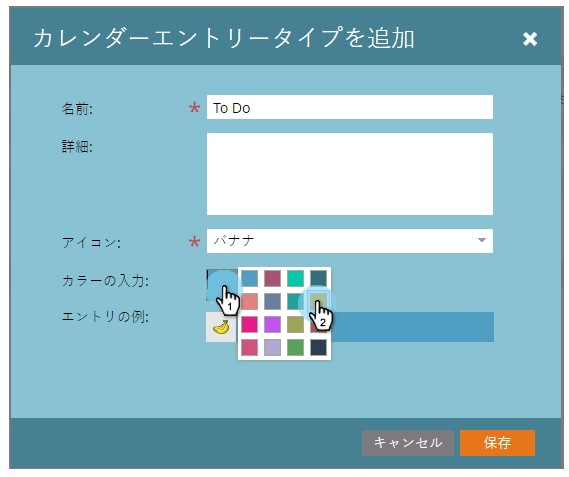 カレンダーエントリータイプを追加
名前: * To Do
詳細:
アイコン: * バナナ
カラーの入力:
1
2
エントリの例:
キャンセル 保存